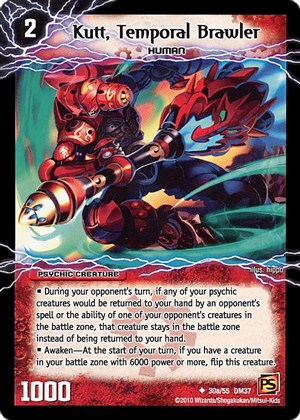 2
Kutt, Temporal Brawler
HUMAN
illus. hippo
PSYCHIC CREATURE
■ During your opponent's turn, if any of your psychic
creatures would be returned to your hand by an opponent's
spell or the ability of one of your opponent's creatures in
the battle zone, that creature stays in the battle zone
instead of being returned to your hand.
■ Awaken—At the start of your turn, if you have a creature
in your battle zone with 6000 power or more, flip this creature.
1000
✦ 30a/55 DM37
©2010 Wizards/Shogakukan/Mitsui-Kids
PS